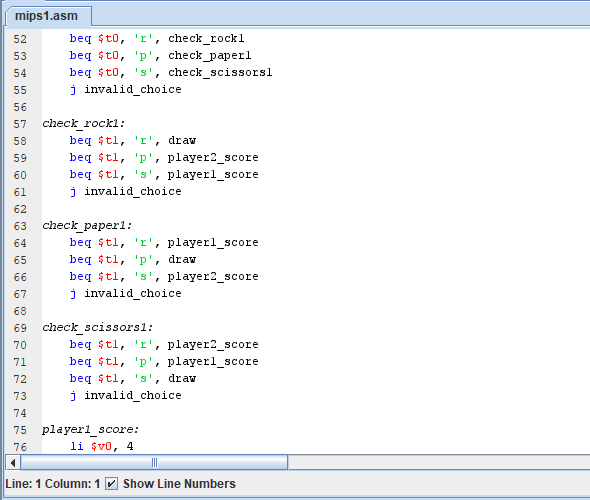 mips1.asm
52 beq $t0, 'r', check_rock1
53 beq $t0, 'p', check_paper1
54 beq $t0, 's', check_scissors1
55 j invalid_choice
56
57 check_rock1:
58 beq $t1, 'r', draw
59 beq $t1, 'p', player2_score
60 beq $t1, 's', player1_score
61 j invalid_choice
62
63 check_paper1:
64 beq $t1, 'r', player1_score
65 beq $t1, 'p', draw
66 beq $t1, 's', player2_score
67 j invalid_choice
68
69 check_scissors1:
70 beq $t1, 'r', player2_score
71 beq $t1, 'p', player1_score
72 beq $t1, 's', draw
73 j invalid_choice
74
75 player1_score:
76 li $v0, 4
Line: 1 Column: 1 Show Line Numbers